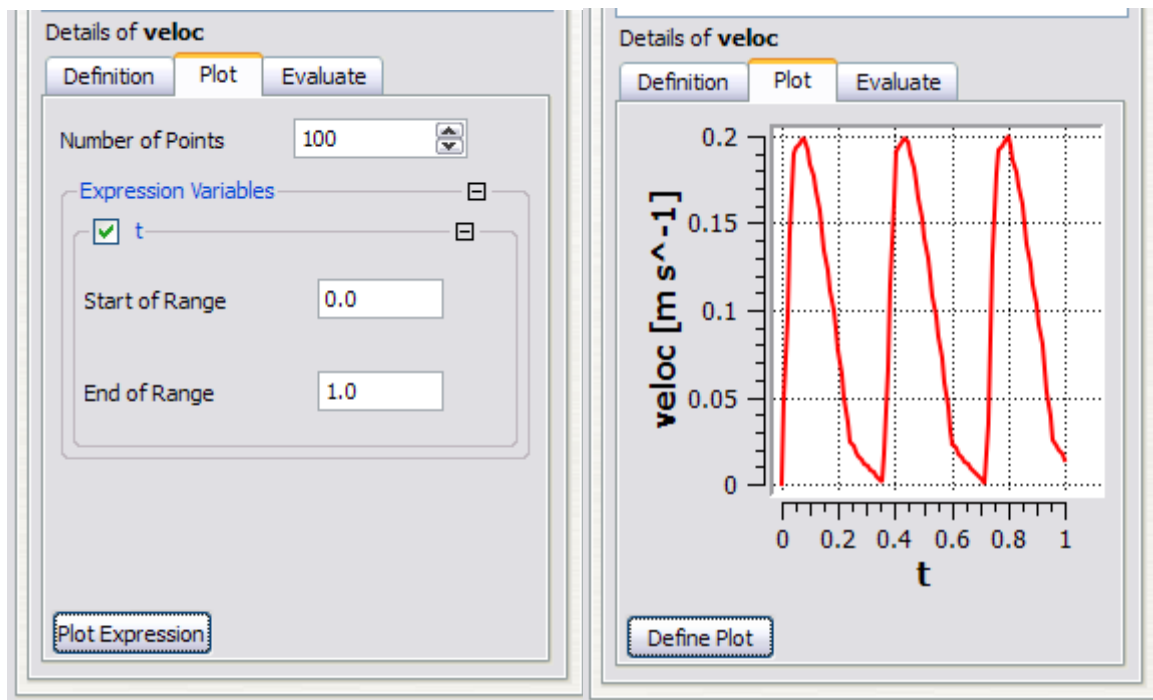 Details of veloc
Definition Plot Evaluate
Number of Points 100
Expression Variables
t
Start of Range 0.0
End of Range 1.0
Plot Expression
Details of veloc
Definition Plot Evaluate
veloc [m s^-1]
0.2
0.15
0.1
0.05
0
0 0.2 0.4 0.6 0.8 1
t
Define Plot